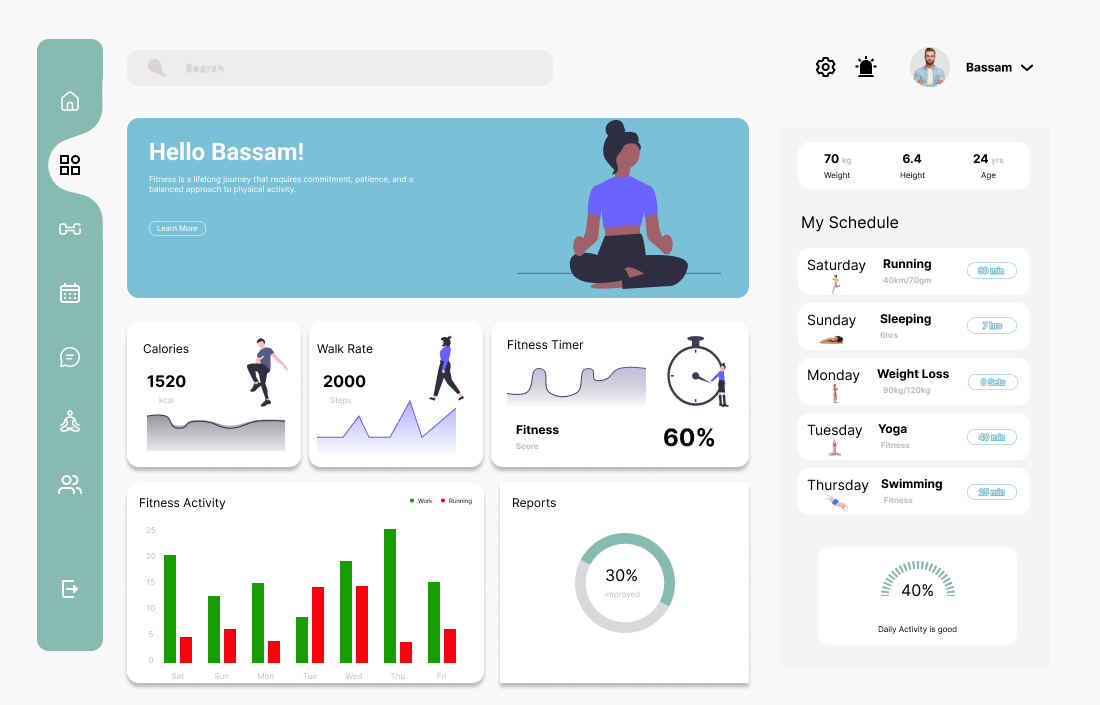 Search
Bassam
Hello Bassam!
Fitness is a lifelong journey that requires commitment, patience, and a
balanced approach to physical activity.
Learn More
Calories
1520
kcal
Walk Rate
2000
Steps
Fitness Timer
Fitness
Score
60%
Fitness Activity
Work
Running
25
20
15
10
5
0
Sat
Sun
Mon
Tue
Wed
Thu
Fri
Reports
30%
improved
70 kg
Weight
6.4
Height
24 yrs
Age
My Schedule
Saturday
Running
40km/70gm
30 min
Sunday
Sleeping
6hrs
7 hrs
Monday
Weight Loss
90kg/120kg
6 Sets
Tuesday
Yoga
Fitness
40 min
Thursday
Swimming
Fitness
25 min
40%
Daily Activity is good